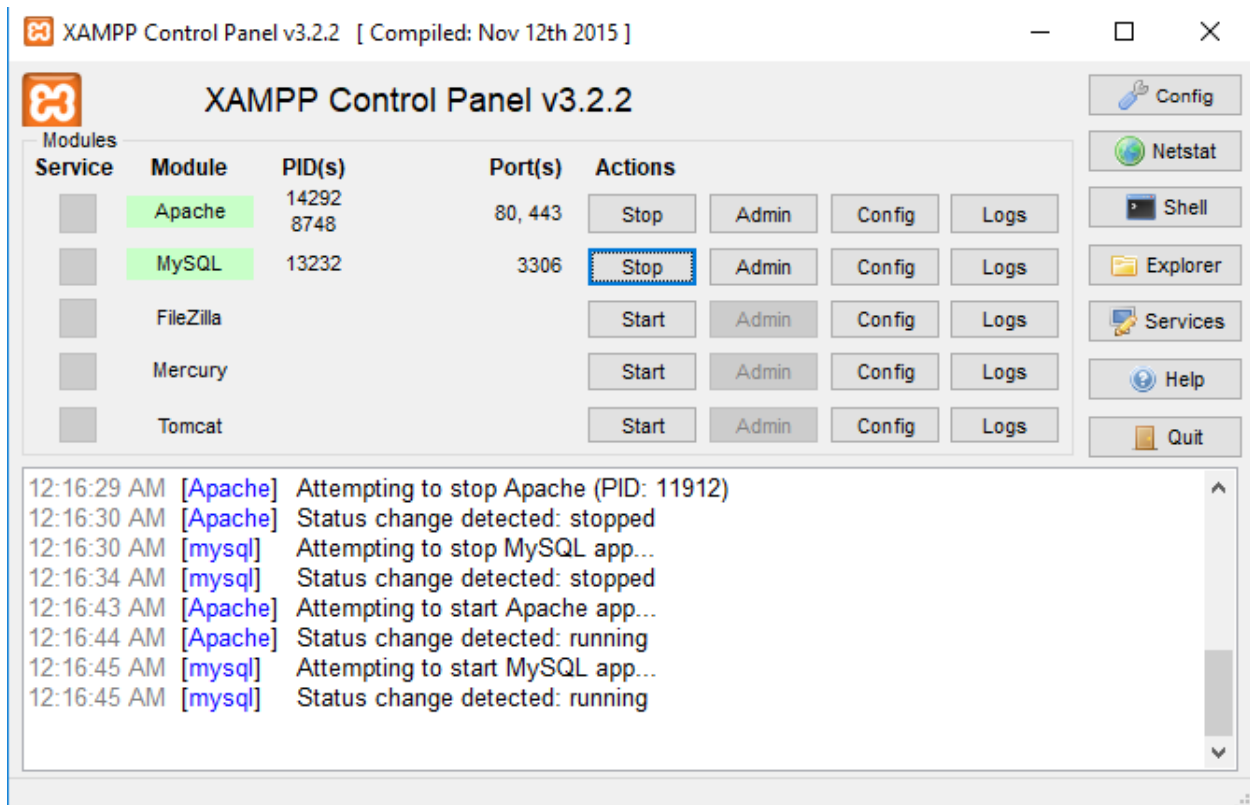 XAMPP Control Panel v3.2.2 [ Compiled: Nov 12th 2015 ]
XAMPP Control Panel v3.2.2
Modules
Service Module PID(s) Port(s) Actions
Apache 14292 8748 80, 443 Stop Admin Config Logs
MySQL 13232 3306 Stop Admin Config Logs
FileZilla Start Admin Config Logs
Mercury Start Admin Config Logs
Tomcat Start Admin Config Logs
Config
Netstat
Shell
Explorer
Services
Help
Quit
12:16:29 AM [Apache] Attempting to stop Apache (PID: 11912)
12:16:30 AM [Apache] Status change detected: stopped
12:16:30 AM [mysql] Attempting to stop MySQL app...
12:16:34 AM [mysql] Status change detected: stopped
12:16:43 AM [Apache] Attempting to start Apache app...
12:16:44 AM [Apache] Status change detected: running
12:16:45 AM [mysql] Attempting to start MySQL app...
12:16:45 AM [mysql] Status change detected: running